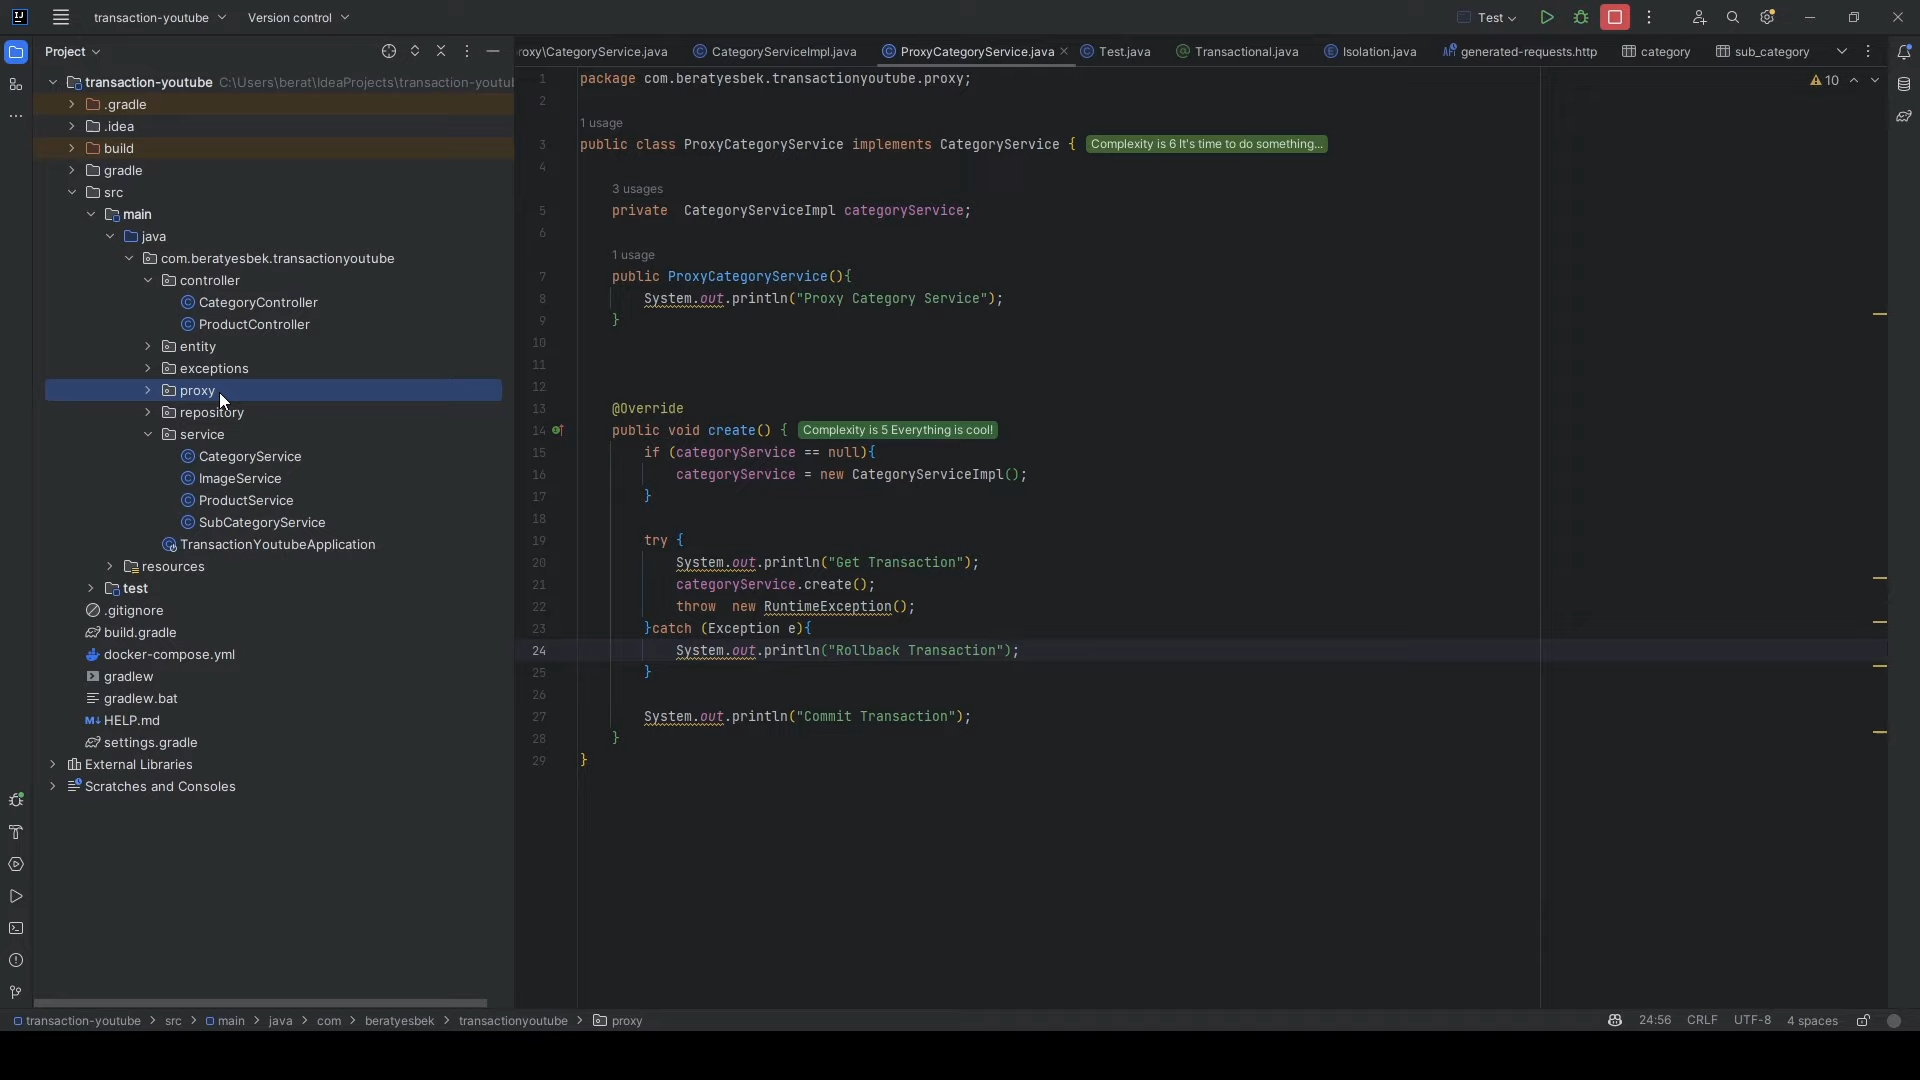 transaction-youtube
Version control
Test
Project
roxy\CategoryService.java
CategoryServiceImpl.java
ProxyCategoryService.java
Test.java
Transactional.java
Isolation.java
generated-requests.http
category
sub_category
transaction-youtube C:\Users\berat\IdeaProjects\transaction-youtu
.gradle
.idea
build
gradle
src
main
java
com.beratyesbek.transactionyoutube
controller
CategoryController
ProductController
entity
exceptions
proxy
repository
service
CategoryService
ImageService
ProductService
SubCategoryService
TransactionYoutubeApplication
resources
test
.gitignore
build.gradle
docker-compose.yml
gradlew
gradlew.bat
HELP.md
settings.gradle
External Libraries
Scratches and Consoles
10
1 package com.beratyesbek.transactionyoutube.proxy;
2
1 usage
3 public class ProxyCategoryService implements CategoryService { Complexity is 6 It's time to do something...
4
3 usages
5 private CategoryServiceImpl categoryService;
6
1 usage
7 public ProxyCategoryService(){
8 System.out.println("Proxy Category Service");
9 }
10
11
12
13 @Override
14 public void create() { Complexity is 5 Everything is cool!
15 if (categoryService == null){
16 categoryService = new CategoryServiceImpl();
17 }
18
19 try {
20 System.out.println("Get Transaction");
21 categoryService.create();
22 throw new RuntimeException();
23 }catch (Exception e){
24 System.out.println("Rollback Transaction");
25 }
26
27 System.out.println("Commit Transaction");
28 }
29 }
transaction-youtube > src > main > java > com > beratyesbek > transactionyoutube > proxy
24:56 CRLF UTF-8 4 spaces